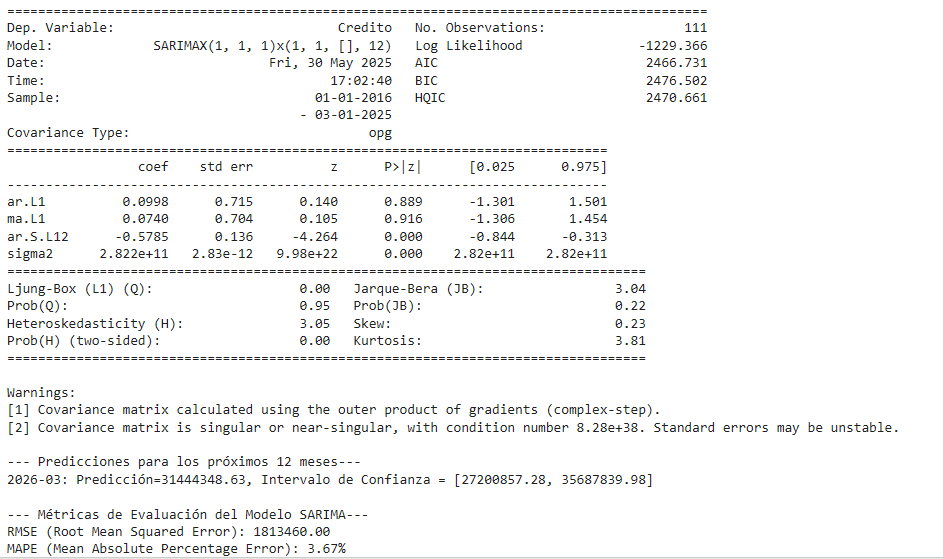 ==========================================================================================
Dep. Variable:                             Credito   No. Observations:                  111
Model:             SARIMAX(1, 1, 1)x(1, 1, [], 12)   Log Likelihood               -1229.366
Date:                             Fri, 30 May 2025   AIC                           2466.731
Time:                                     17:02:40   BIC                           2476.502
Sample:                                 01-01-2016   HQIC                          2470.661
                                      - 03-01-2025
Covariance Type:                               opg
==============================================================================
                 coef    std err          z      P>|z|      [0.025      0.975]
------------------------------------------------------------------------------
ar.L1          0.0998      0.715      0.140      0.889      -1.301       1.501
ma.L1          0.0740      0.704      0.105      0.916      -1.306       1.454
ar.S.L12      -0.5785      0.136     -4.264      0.000      -0.844      -0.313
sigma2      2.822e+11   2.83e-12   9.98e+22      0.000    2.82e+11    2.82e+11
===================================================================================
Ljung-Box (L1) (Q):                   0.00   Jarque-Bera (JB):                 3.04
Prob(Q):                              0.95   Prob(JB):                         0.22
Heteroskedasticity (H):               3.05   Skew:                             0.23
Prob(H) (two-sided):                  0.00   Kurtosis:                         3.81
===================================================================================
Warnings:
[1] Covariance matrix calculated using the outer product of gradients (complex-step).
[2] Covariance matrix is singular or near-singular, with condition number 8.28e+38. Standard errors may be unstable.
--- Predicciones para los próximos 12 meses---
2026-03: Predicción=31444348.63, Intervalo de Confianza = [27200857.28, 35687839.98]
--- Métricas de Evaluación del Modelo SARIMA---
RMSE (Root Mean Squared Error): 1813460.00
MAPE (Mean Absolute Percentage Error): 3.67%